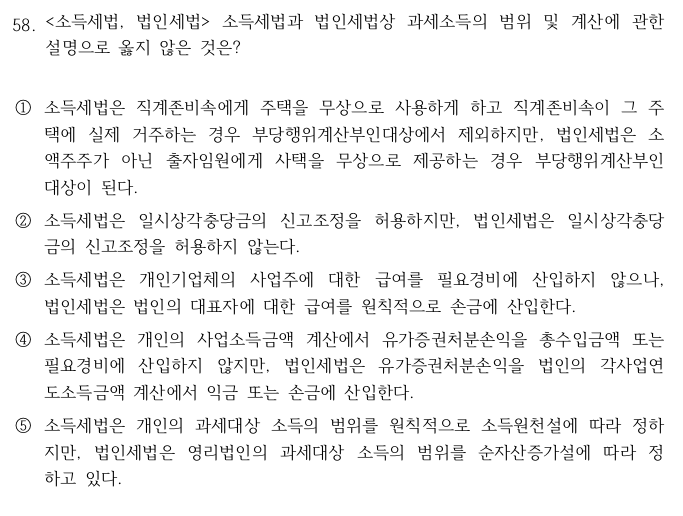 58. <소득세법, 법인세법> 소득세법과 법인세법상 과세소득의 범위 및 계산에 관한
설명으로 옳지 않은 것은?
① 소득세법은 직계존비속에게 주택을 무상으로 사용하게 하고 직계존비속이 그 주
택에 실제 거주하는 경우 부당행위계산부인대상에서 제외하지만, 법인세법은 소
액주주가 아닌 출자임원에게 사택을 무상으로 제공하는 경우 부당행위계산부인
대상이 된다.
② 소득세법은 일시상각충당금의 신고조정을 허용하지만, 법인세법은 일시상각충당
금의 신고조정을 허용하지 않는다.
③ 소득세법은 개인기업체의 사업주에 대한 급여를 필요경비에 산입하지 않으나,
법인세법은 법인의 대표자에 대한 급여를 원칙적으로 손금에 산입한다.
④ 소득세법은 개인의 사업소득금액 계산에서 유가증권처분손익을 총수입금액 또는
필요경비에 산입하지 않지만, 법인세법은 유가증권처분손익을 법인의 각사업연
도소득금액 계산에서 익금 또는 손금에 산입한다.
⑤ 소득세법은 개인의 과세대상 소득의 범위를 원칙적으로 소득원천설에 따라 정하
지만, 법인세법은 영리법인의 과세대상 소득의 범위를 순자산증가설에 따라 정
하고 있다.